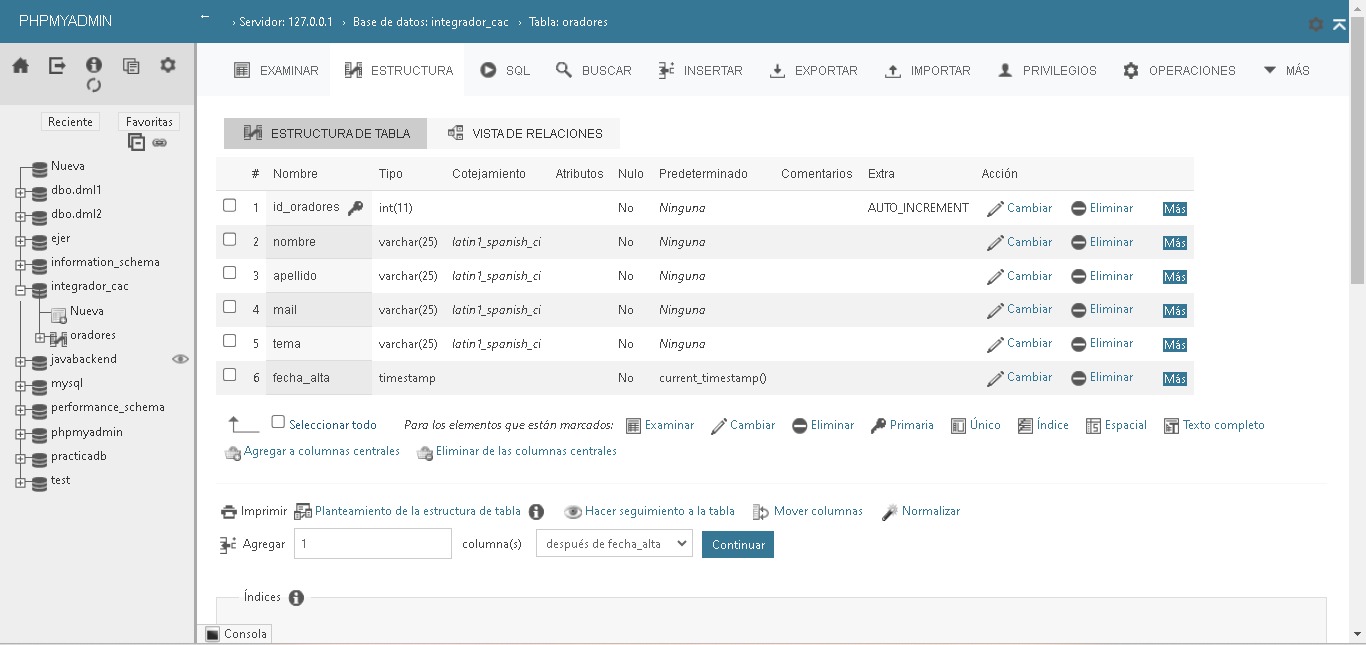 PHPMYADMIN
← › Servidor: 127.0.0.1 › Base de datos: integrador_cac › Tabla: oradores
EXAMINAR ESTRUCTURA SQL BUSCAR INSERTAR EXPORTAR IMPORTAR PRIVILEGIOS OPERACIONES MÁS
Reciente Favoritas
Nueva
dbo.dml1
dbo.dml2
ejer
information_schema
integrador_cac
Nueva
oradores
javabackend
mysql
performance_schema
phpmyadmin
practicadb
test
ESTRUCTURA DE TABLA VISTA DE RELACIONES
# Nombre Tipo Cotejamiento Atributos Nulo Predeterminado Comentarios Extra Acción
1 id_oradores int(11) No Ninguna AUTO_INCREMENT Cambiar Eliminar Más
2 nombre varchar(25) latin1_spanish_ci No Ninguna Cambiar Eliminar Más
3 apellido varchar(25) latin1_spanish_ci No Ninguna Cambiar Eliminar Más
4 mail varchar(25) latin1_spanish_ci No Ninguna Cambiar Eliminar Más
5 tema varchar(25) latin1_spanish_ci No Ninguna Cambiar Eliminar Más
6 fecha_alta timestamp No current_timestamp() Cambiar Eliminar Más
Seleccionar todo Para los elementos que están marcados: Examinar Cambiar Eliminar Primaria Único Índice Espacial Texto completo
Agregar a columnas centrales Eliminar de las columnas centrales
Imprimir Planteamiento de la estructura de tabla Hacer seguimiento a la tabla Mover columnas Normalizar
Agregar 1 columna(s) después de fecha_alta Continuar
Índices
Consola